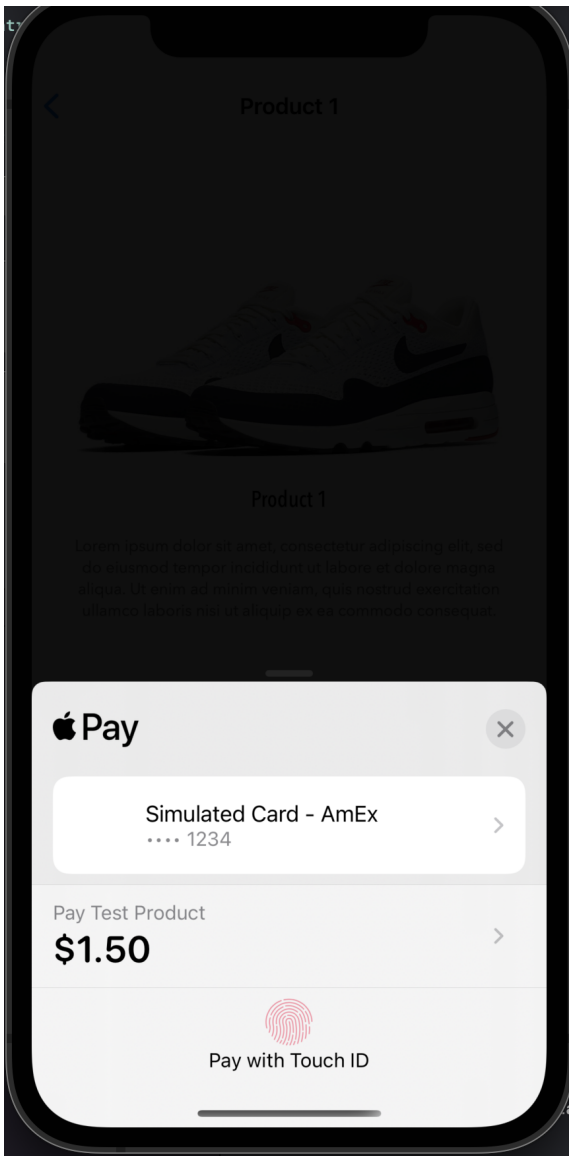 Product 1
Product 1
Lorem ipsum dolor sit amet, consectetur adipiscing elit, sed
do eiusmod tempor incididunt ut labore et dolore magna
aliqua. Ut enim ad minim veniam, quis nostrud exercitation
ullamco laboris nisi ut aliquip ex ea commodo consequat.
Pay
Simulated Card - AmEx
•••• 1234
Pay Test Product
$1.50
Pay with Touch ID